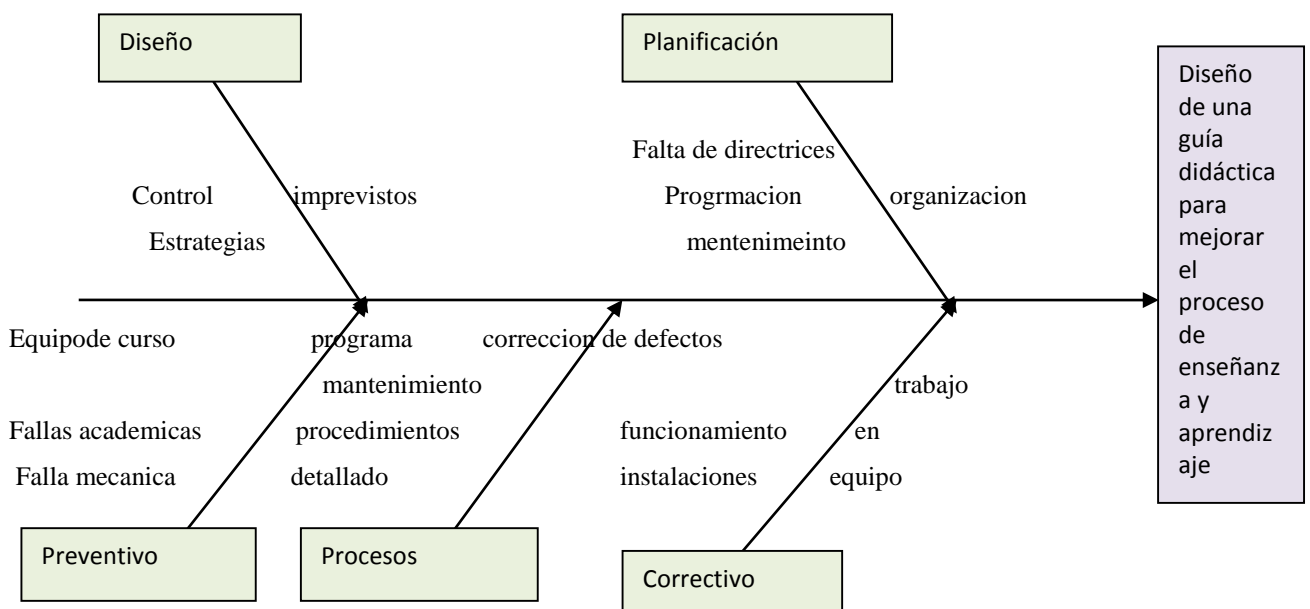 Diseño
Planificación
Diseño
de una
guía
didáctica
para
mejorar
el
proceso
de
enseñanz
a y
aprendiz
aje
Falta de directrices
Control imprevistos
Progrmacion organizacion
Estrategias
mentenimeinto
Equipode curso programa correccion de defectos
mantenimiento
trabajo
Fallas academicas procedimientos
funcionamiento en
Falla mecanica detallado
instalaciones equipo
Preventivo
Procesos
Correctivo